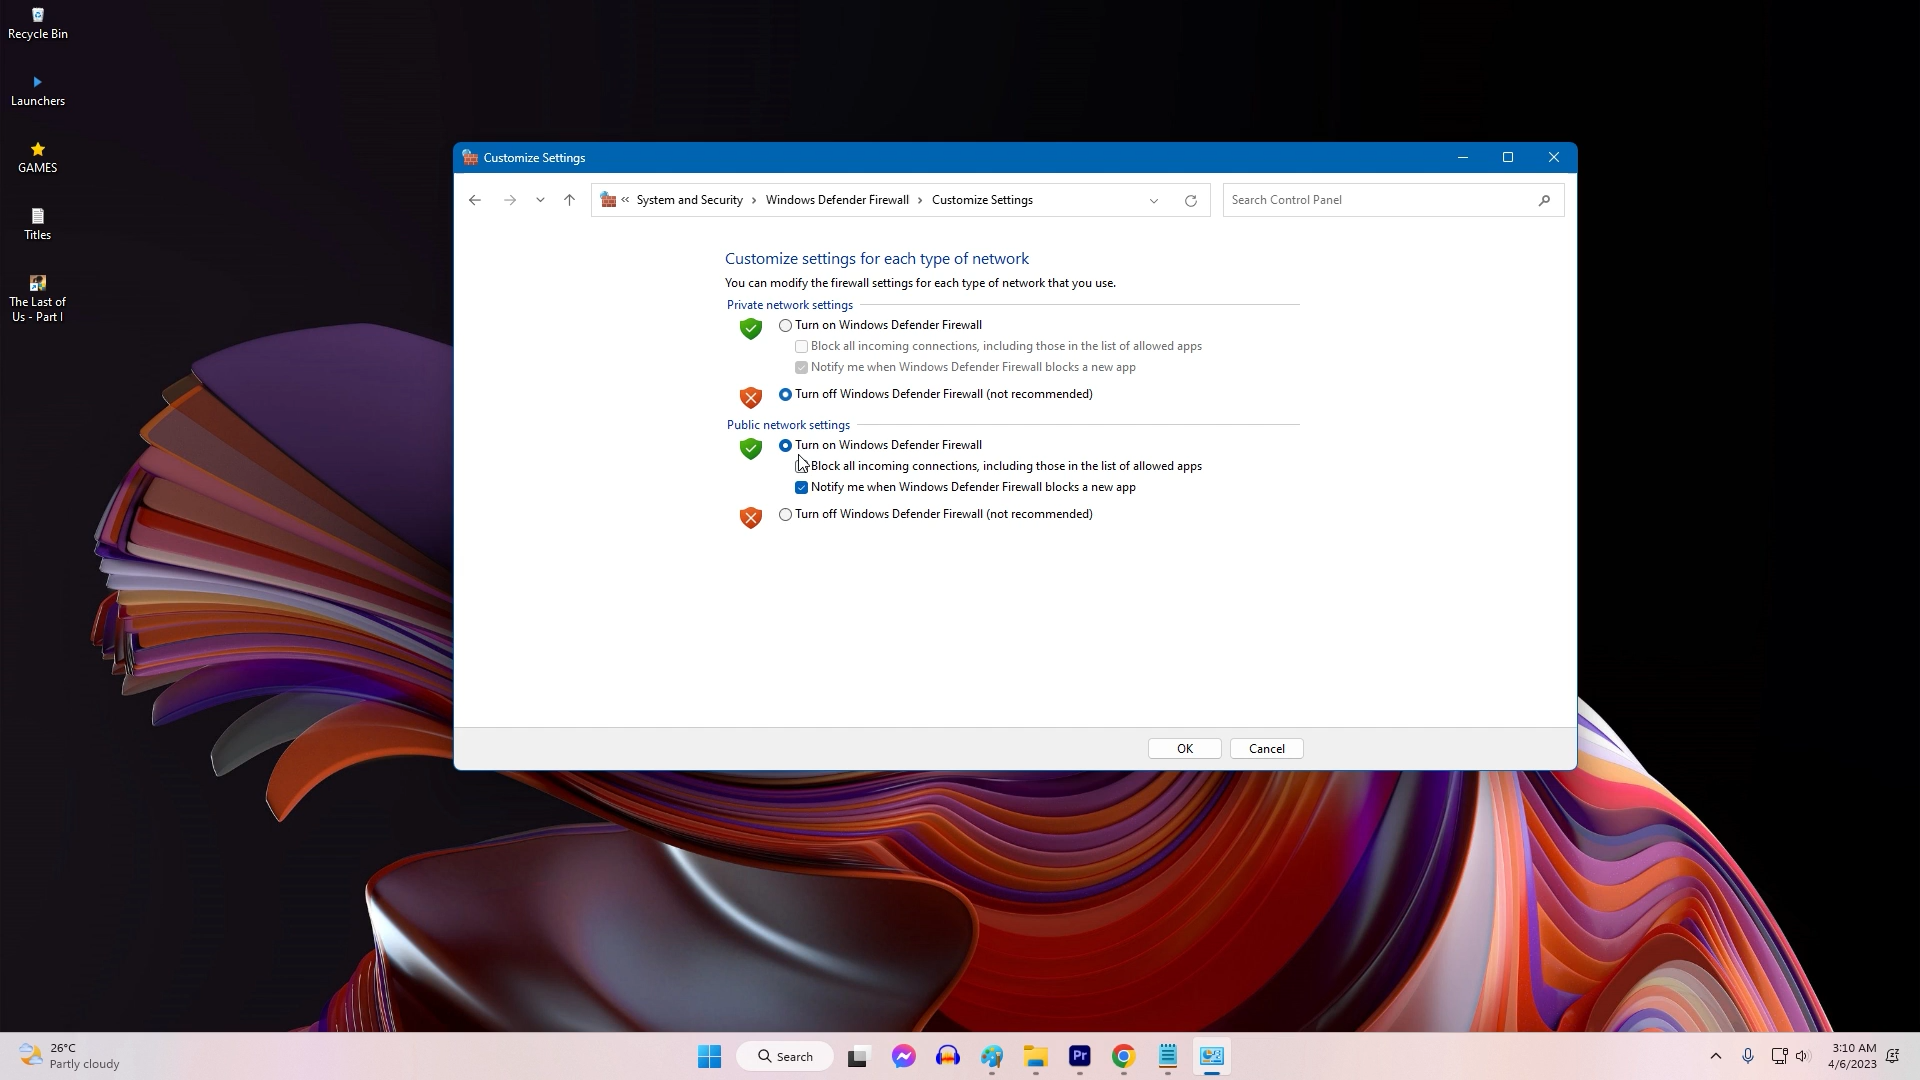 Recycle Bin
Launchers
GAMES
Titles
The Last of
Us - Part I
Customize Settings
« System and Security › Windows Defender Firewall › Customize Settings
Search Control Panel
Customize settings for each type of network
You can modify the firewall settings for each type of network that you use.
Private network settings
Turn on Windows Defender Firewall
Block all incoming connections, including those in the list of allowed apps
Notify me when Windows Defender Firewall blocks a new app
Turn off Windows Defender Firewall (not recommended)
Public network settings
Turn on Windows Defender Firewall
Block all incoming connections, including those in the list of allowed apps
Notify me when Windows Defender Firewall blocks a new app
Turn off Windows Defender Firewall (not recommended)
OK
Cancel
26°C
Partly cloudy
Search
Pr
3:10 AM
4/6/2023